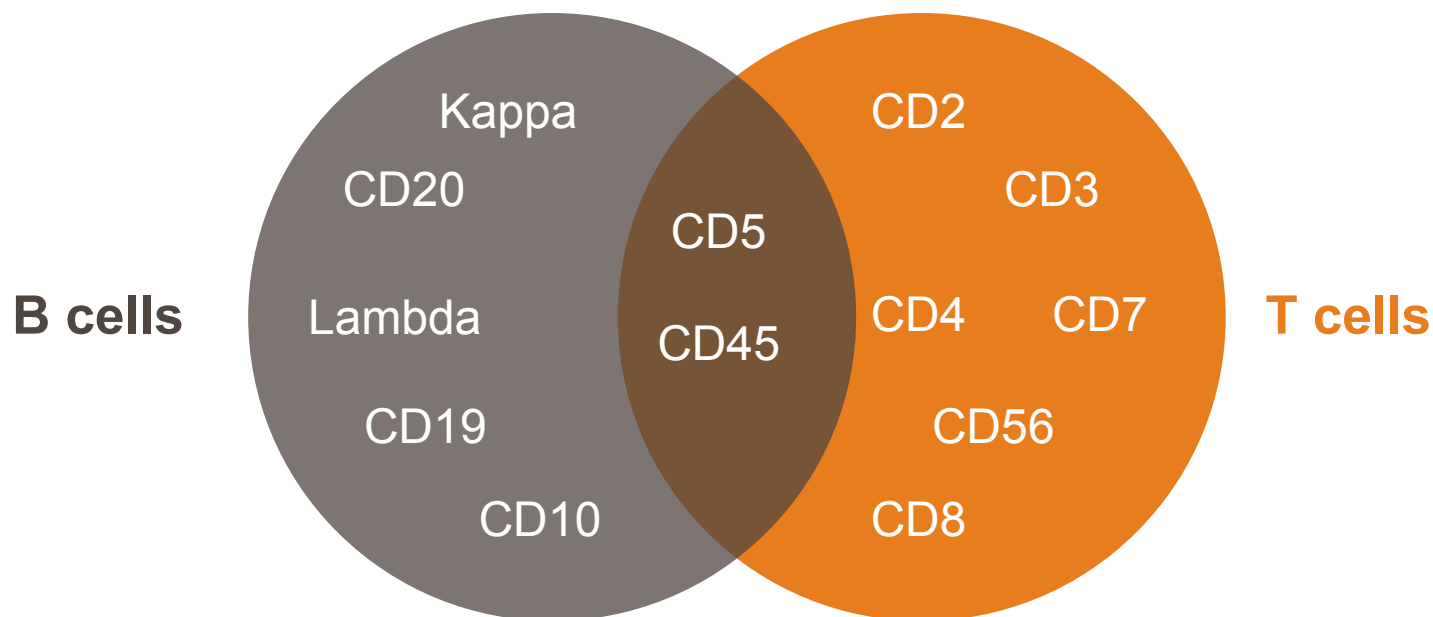 B cells
Kappa
CD20
Lambda
CD19
CD10
CD5
CD45
CD2
CD3
CD4
CD7
CD56
CD8
T cells